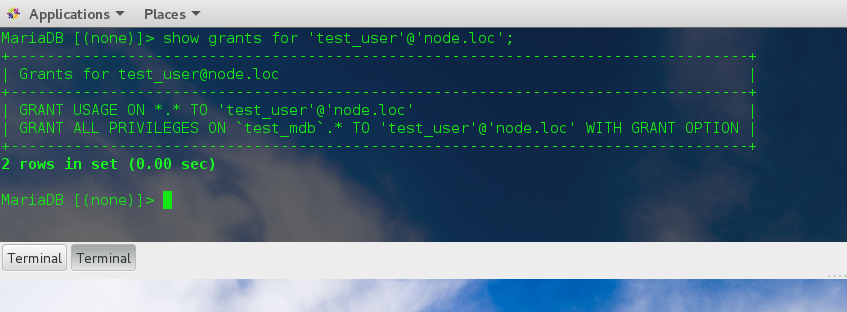 Applications Places
MariaDB [(none)]> show grants for 'test_user'@'node.loc';
+------------------------------------------------------------------------------------+
| Grants for test_user@node.loc |
+------------------------------------------------------------------------------------+
| GRANT USAGE ON *.* TO 'test_user'@'node.loc' |
| GRANT ALL PRIVILEGES ON `test_mdb`.* TO 'test_user'@'node.loc' WITH GRANT OPTION |
+------------------------------------------------------------------------------------+
2 rows in set (0.00 sec)
MariaDB [(none)]>
Terminal Terminal